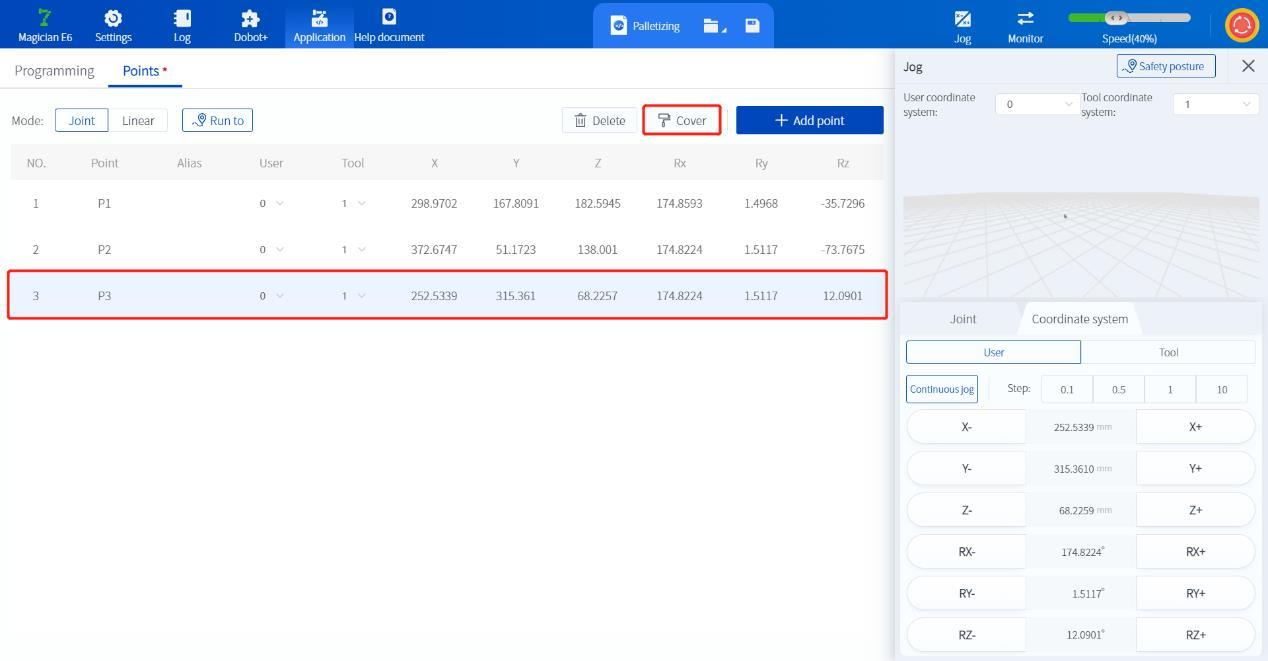 Magician E6 Settings Log Dobot+ Application Help document Palletizing Jog Monitor Speed(40%)
Programming Points *
Mode: Joint Linear Run to Delete Cover + Add point
NO. Point Alias User Tool X Y Z Rx Ry Rz
1 P1 0 1 298.9702 167.8091 182.5945 174.8593 1.4968 -35.7296
2 P2 0 1 372.6747 51.1723 138.001 174.8224 1.5117 -73.7675
3 P3 0 1 252.5339 315.361 68.2257 174.8224 1.5117 12.0901
Jog Safety posture
User coordinate system: 0 Tool coordinate system: 1
Joint Coordinate system
User Tool
Continuous jog Step: 0.1 0.5 1 10
X- 252.5339 mm X+
Y- 315.3610 mm Y+
Z- 68.2259 mm Z+
RX- 174.8224° RX+
RY- 1.5117° RY+
RZ- 12.0901° RZ+